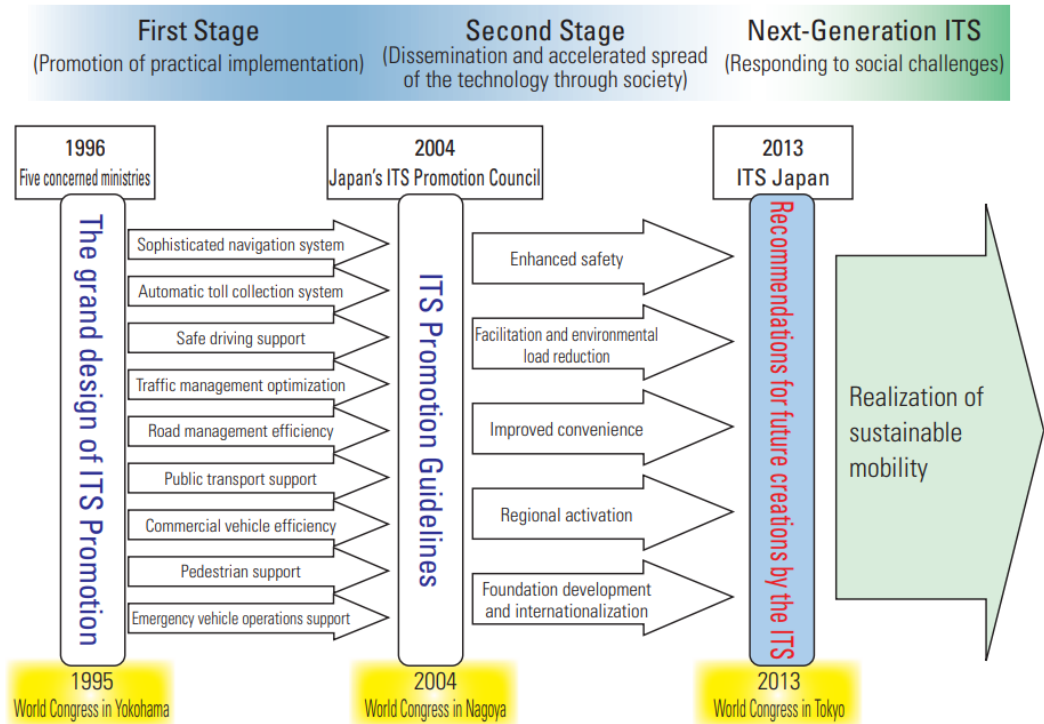 First Stage
(Promotion of practical implementation)
Second Stage
(Dissemination and accelerated spread
of the technology through society)
Next-Generation ITS
(Responding to social challenges)
1996
Five concerned ministries
2004
Japan's ITS Promotion Council
2013
ITS Japan
The grand design of ITS Promotion
Sophisticated navigation system
Automatic toll collection system
Safe driving support
Traffic management optimization
Road management efficiency
Public transport support
Commercial vehicle efficiency
Pedestrian support
Emergency vehicle operations support
ITS Promotion Guidelines
Enhanced safety
Facilitation and environmental
load reduction
Improved convenience
Regional activation
Foundation development
and internationalization
Recommendations for future creations by the ITS
Realization of
sustainable
mobility
1995
World Congress in Yokohama
2004
World Congress in Nagoya
2013
World Congress in Tokyo